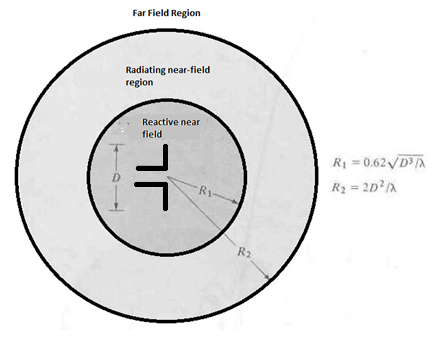 Far Field Region
Radiating near-field
region
Reactive near
field
D
R₁
R₂
R₁ = 0.62√D³/λ
R₂ = 2D²/λ